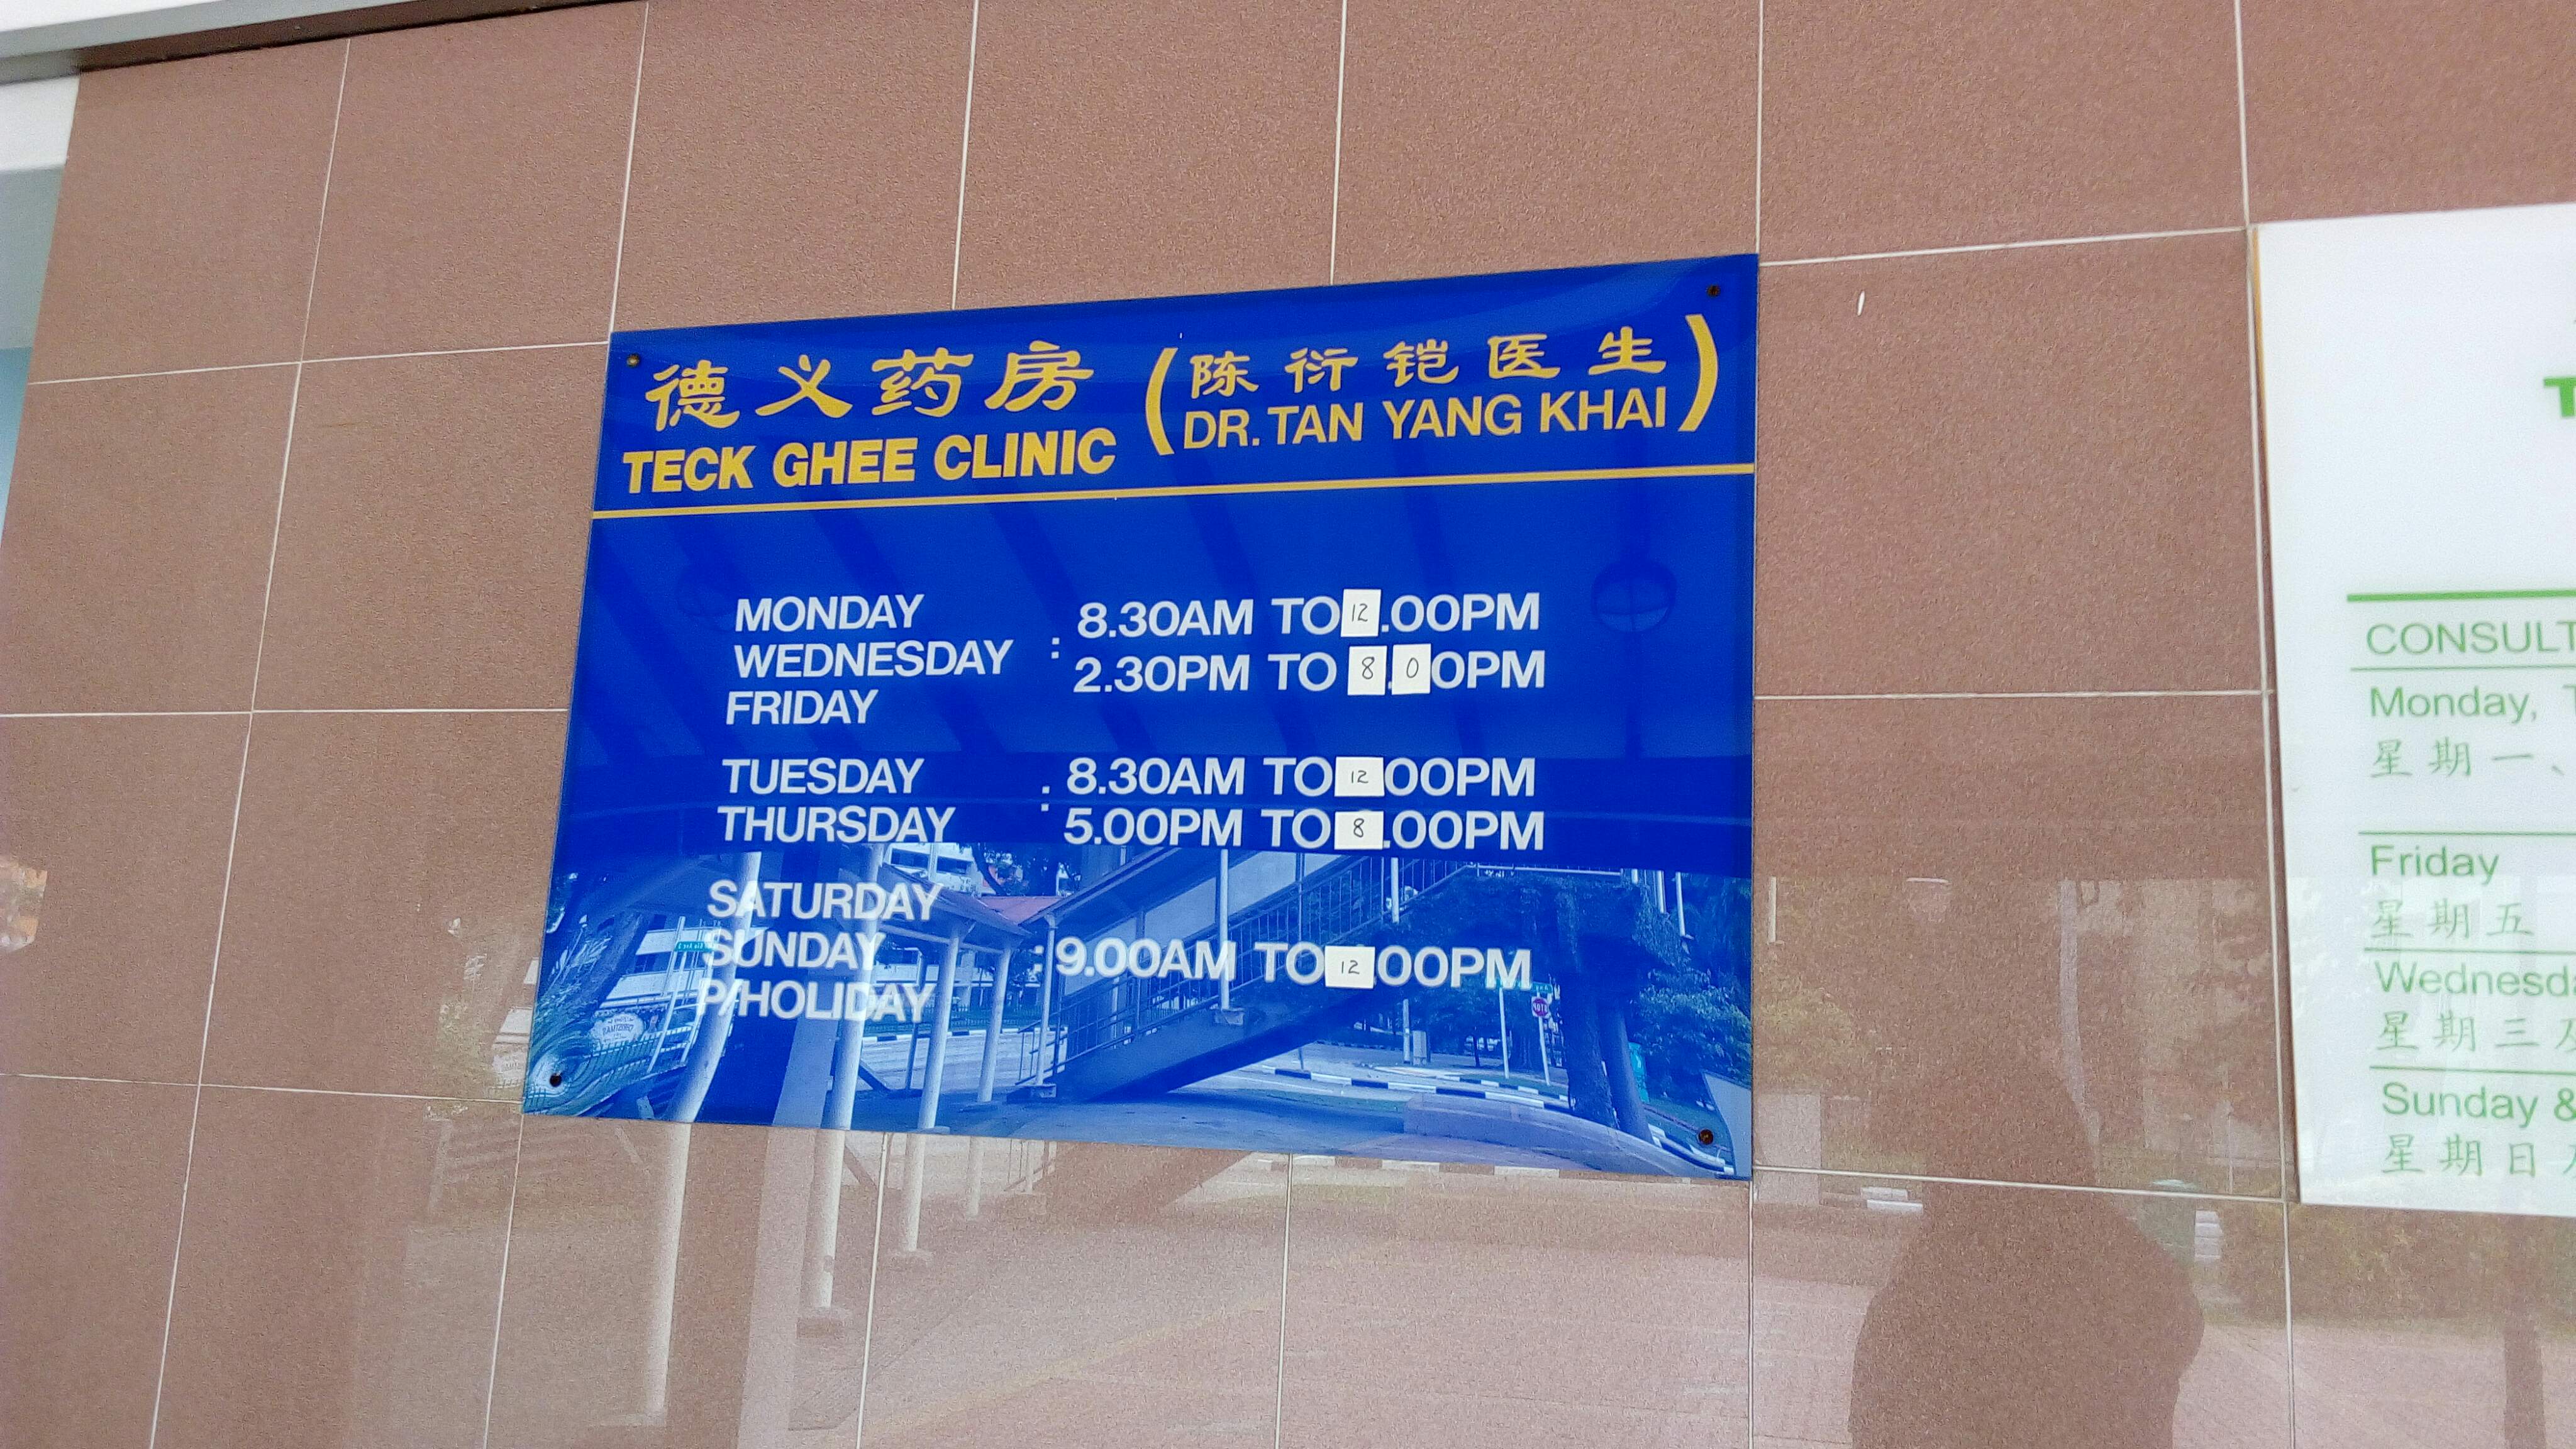 德义药房
TECK GHEE CLINIC
(陈衍铠医生
DR. TAN YANG KHAI)
MONDAY
WEDNESDAY
FRIDAY
: 8.30AM TO 12.00PM
2.30PM TO 8.00PM
TUESDAY
THURSDAY
: 8.30AM TO 12 00PM
5.00PM TO 8.00PM
SATURDAY
SUNDAY
P/HOLIDAY
: 9.00AM TO 12.00PM
CONSULT
Monday,
星期一、
Friday
星期五
Wednesda
星期三及
Sunday &
星期日及